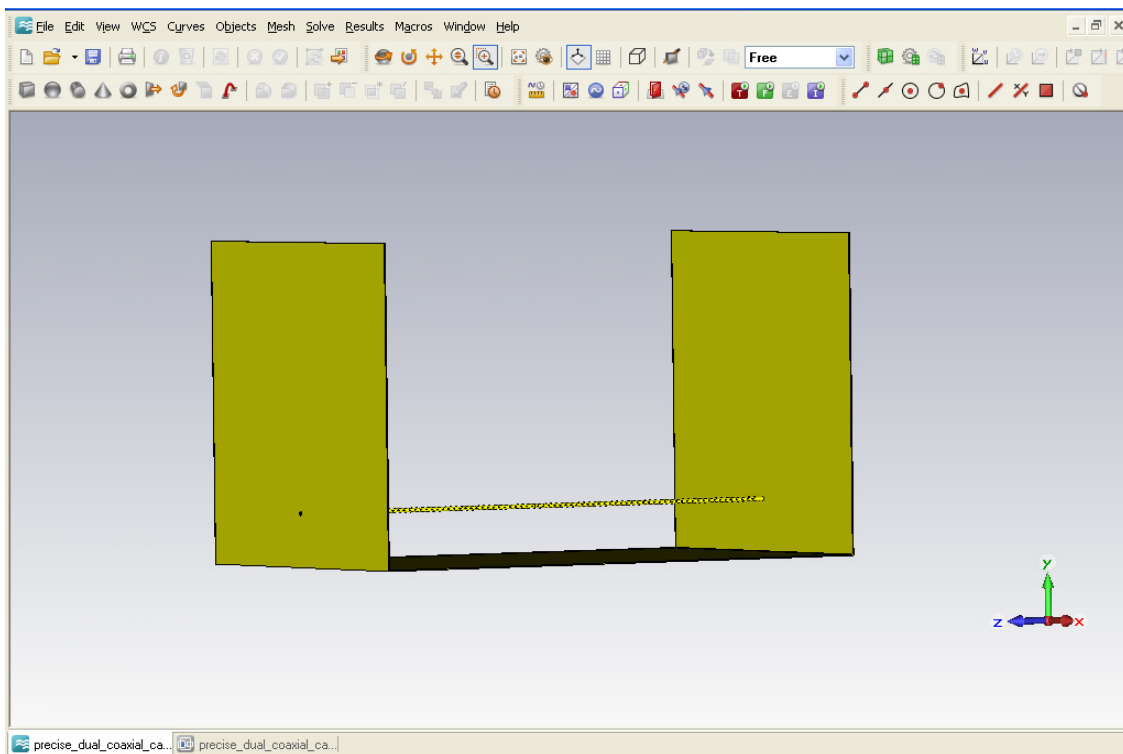 File Edit View WCS Curves Objects Mesh Solve Results Macros Window Help
Free
T F E I
y
z x
precise_dual_coaxial_ca... precise_dual_coaxial_ca...